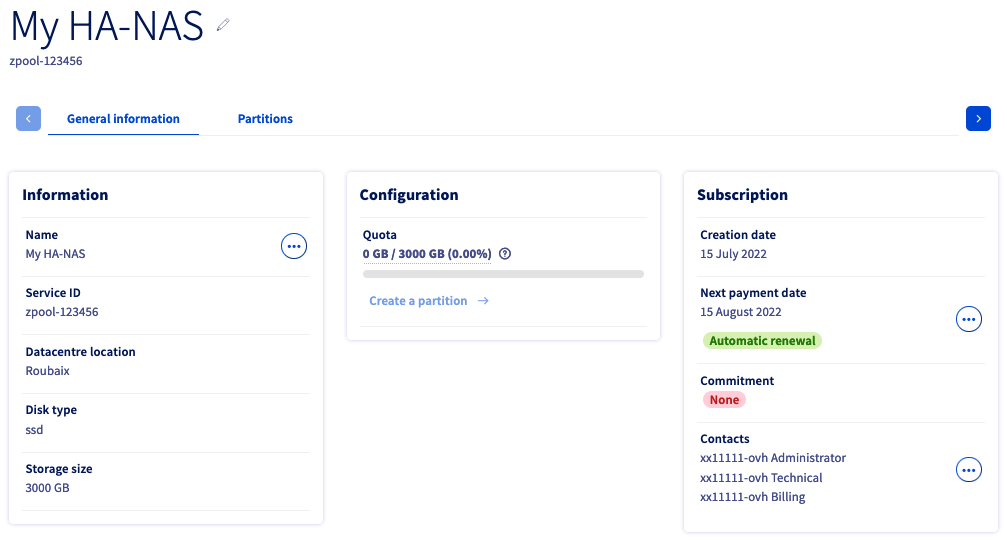 My HA-NAS
zpool-123456
General information
Partitions
Information
Name
My HA-NAS
Service ID
zpool-123456
Datacentre location
Roubaix
Disk type
ssd
Storage size
3000 GB
Configuration
Quota
0 GB / 3000 GB (0.00%)
Create a partition
Subscription
Creation date
15 July 2022
Next payment date
15 August 2022
Automatic renewal
Commitment
None
Contacts
xx11111-ovh Administrator
xx11111-ovh Technical
xx11111-ovh Billing